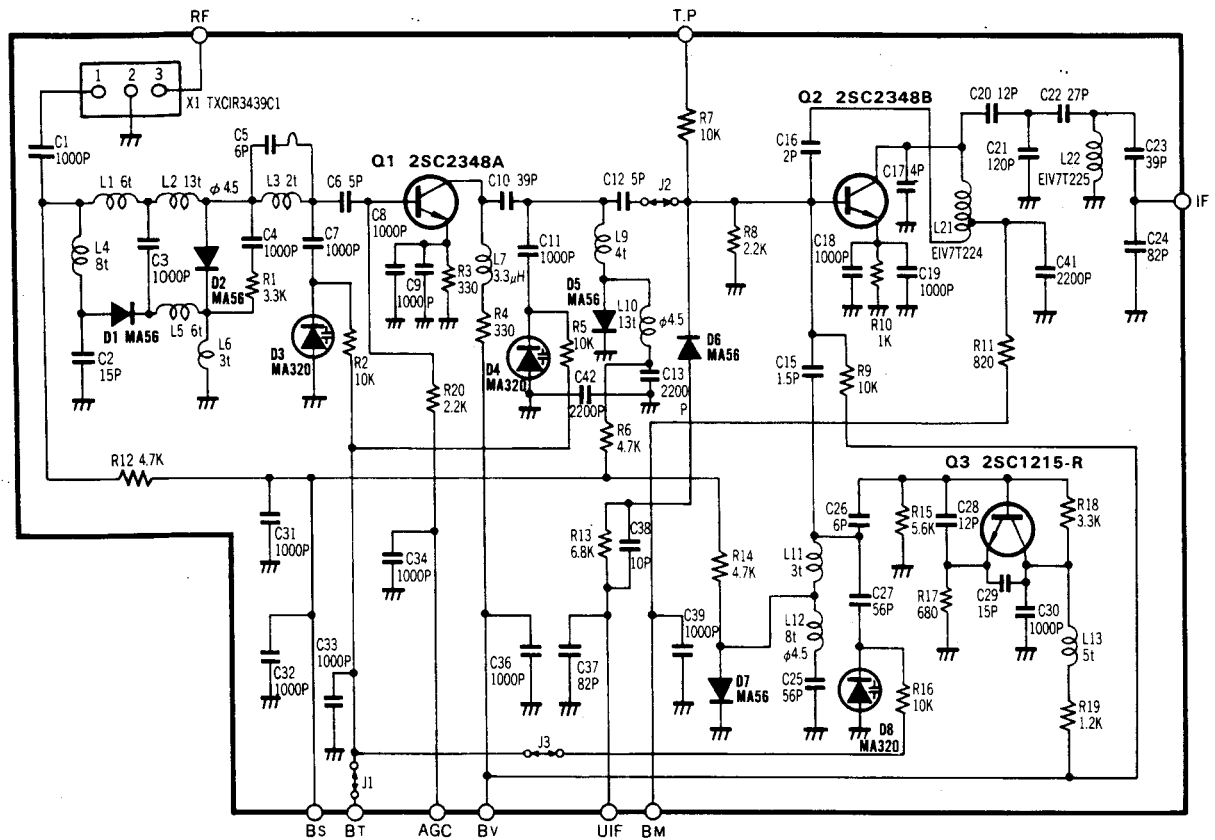 RF
T.P
1 2 3
X1 TXCIR3439C1
C1
1000P
C5
6P
L1 6t
L2 13t
φ4.5
L3 2t
C6 5P
Q1 2SC2348A
C10 39P
C12 5P
J2
R7
10K
C16
2P
Q2 2SC2348B
C17 4P
C20 12P
C22 27P
C21
120P
L22
EIV7T225
C23
39P
IF
C24
82P
L4
8t
C3
1000P
D2
MA56
C4
1000P
R1
3.3K
C7
1000P
C8
1000P
C9
1000P
R3
330
L7
3.3μH
R4
330
C11
1000P
L9
4t
D5
MA56
L10
13t
φ4.5
R8
2.2K
C18
1000P
R10
1K
C19
1000P
L21
EIV7T224
C41
2200P
D1 MA56
L5 6t
L6
3t
C2
15P
D3
MA320
R2
10K
R20
2.2K
D4
MA320
R5
10K
C42
2200P
C13
2200
P
D6
MA56
C15
1.5P
R9
10K
R11
820
R6
4.7K
R12 4.7K
Q3 2SC1215-R
C31
1000P
C34
1000P
R13
6.8K
C38
10P
R14
4.7K
C26
6P
R15
5.6K
C28
12P
R18
3.3K
L11
3t
C27
56P
R17
680
C29
15P
C30
1000P
L12
8t
φ4.5
L13
5t
C32
1000P
C33
1000P
C36
1000P
C37
82P
C39
1000P
D7
MA56
C25
56P
D8
MA320
R16
10K
R19
1.2K
J3
J1
BS
BT
AGC
BV
UIF
BM